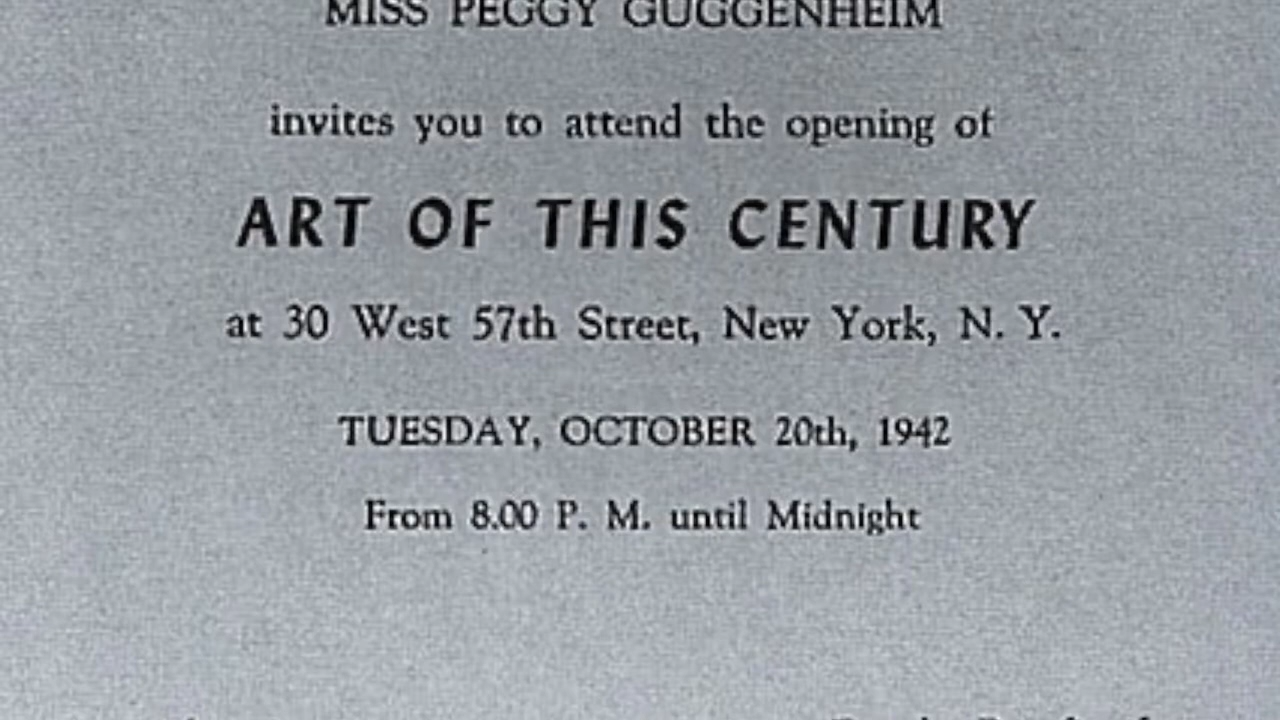 MISS PEGGY GUGGENHEIM
invites you to attend the opening of
ART OF THIS CENTURY
at 30 West 57th Street, New York, N. Y.
TUESDAY, OCTOBER 20th, 1942
From 8.00 P. M. until Midnight